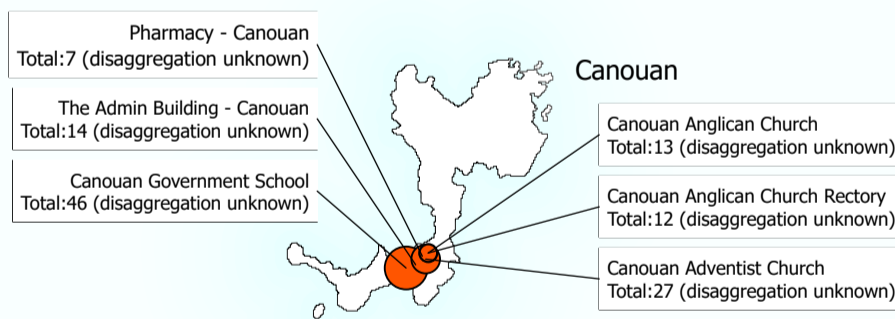 Pharmacy - Canouan
Total:7 (disaggregation unknown)
The Admin Building - Canouan
Total:14 (disaggregation unknown)
Canouan Government School
Total:46 (disaggregation unknown)
Canouan
Canouan Anglican Church
Total:13 (disaggregation unknown)
Canouan Anglican Church Rectory
Total:12 (disaggregation unknown)
Canouan Adventist Church
Total:27 (disaggregation unknown)